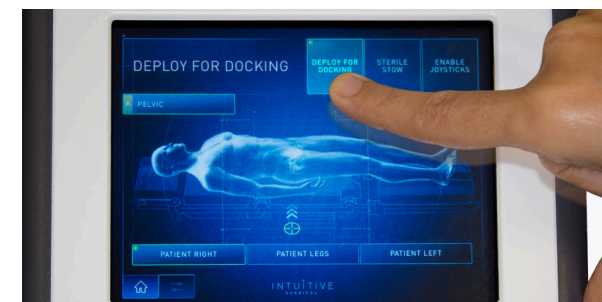 DEPLOY FOR DOCKING
DEPLOY FOR
DOCKING
STERILE
STOW
ENABLE
JOYSTICKS
PELVIC
PATIENT RIGHT
PATIENT LEGS
PATIENT LEFT
INTUITIVE
SURGICAL